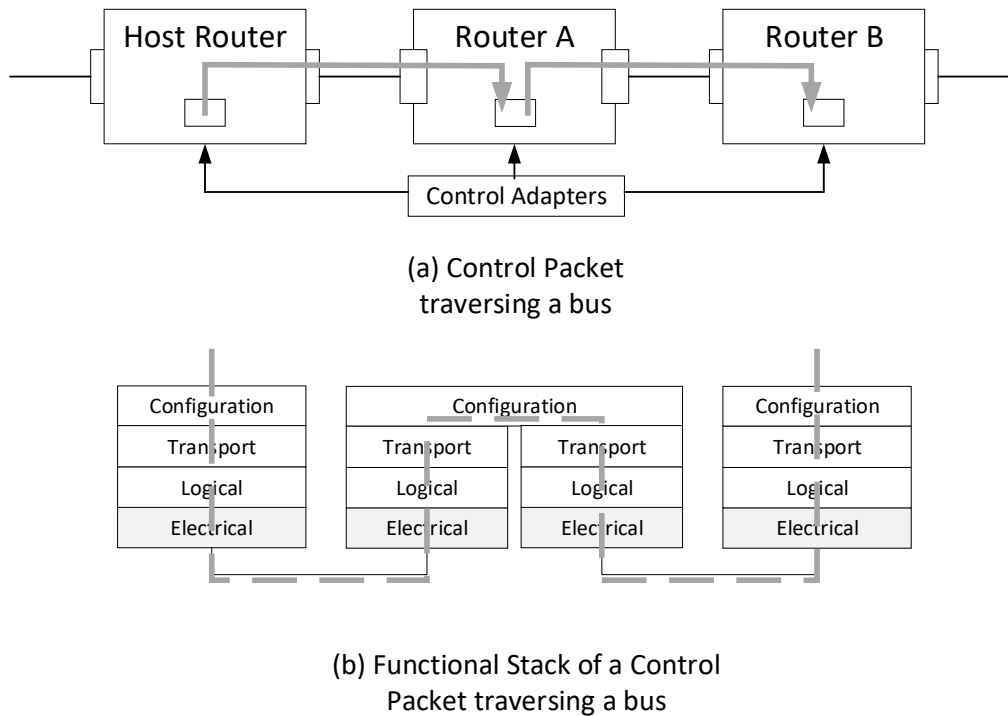 Host Router
Router A
Router B
Control Adapters
(a) Control Packet
traversing a bus
Configuration
Transport
Logical
Electrical
Configuration
Transport
Transport
Logical
Logical
Electrical
Electrical
Configuration
Transport
Logical
Electrical
(b) Functional Stack of a Control
Packet traversing a bus